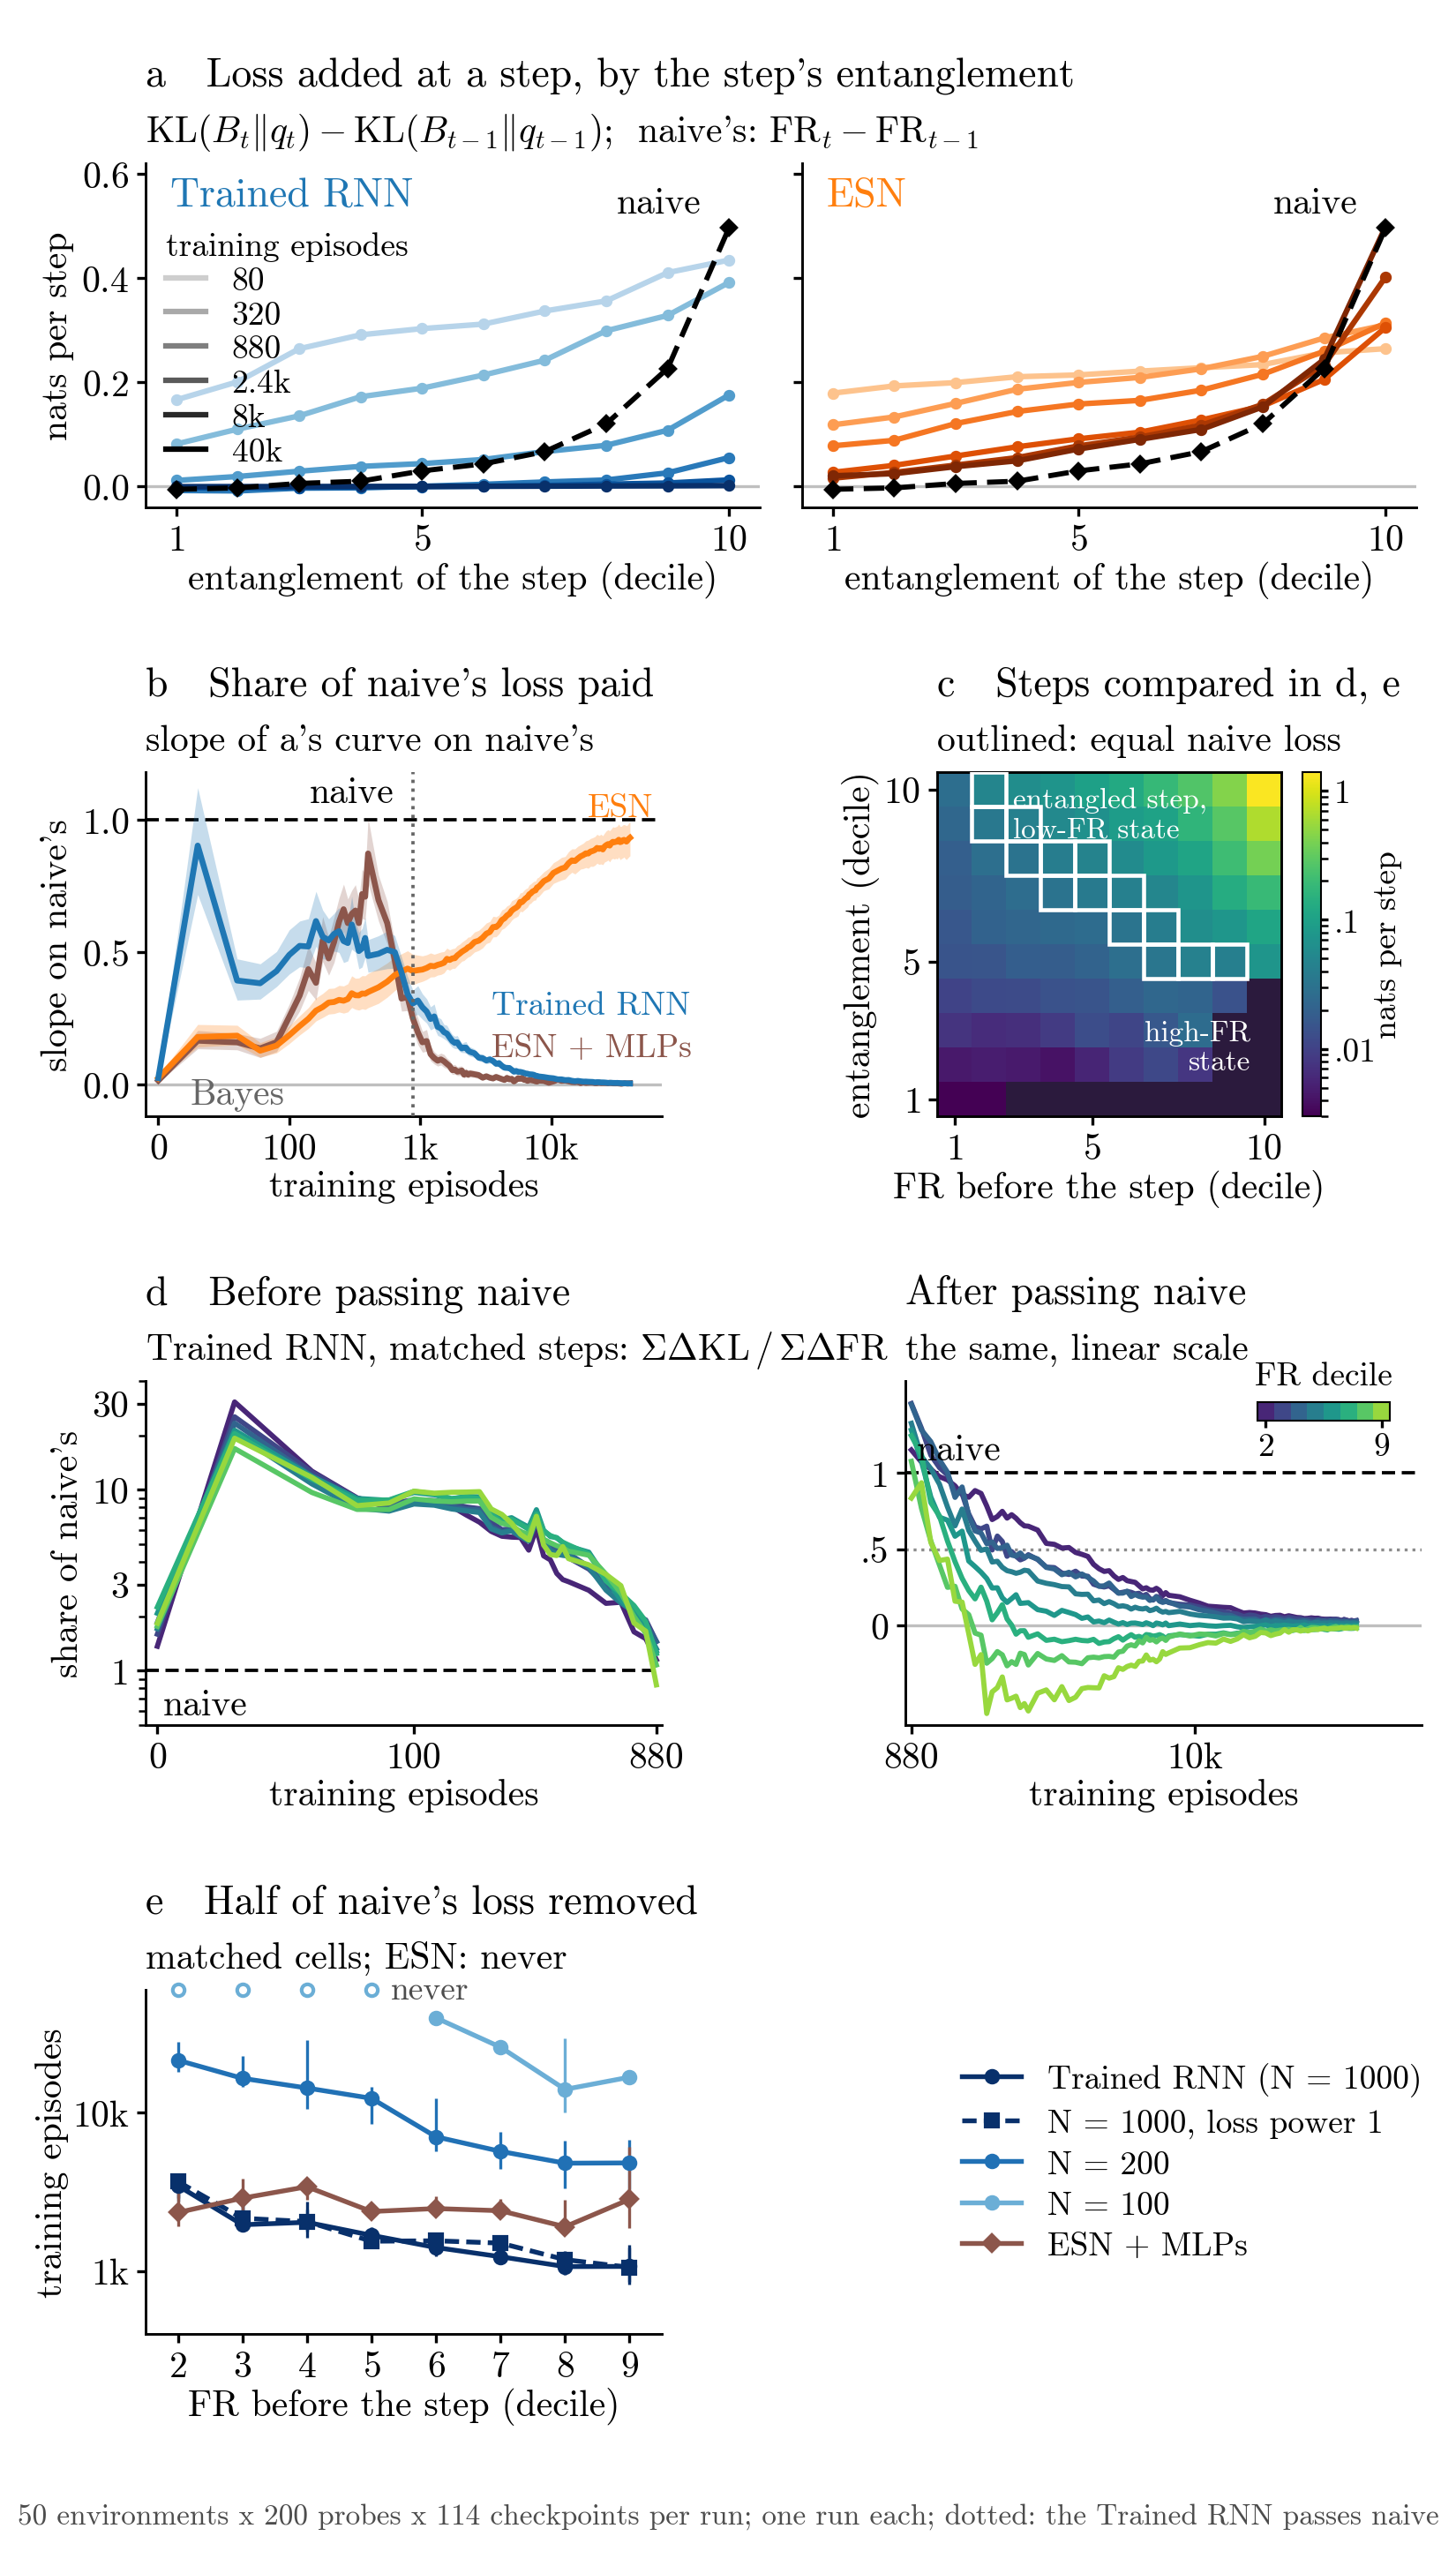 a Loss added at a step, by the step's entanglement
KL(B_t‖q_t) − KL(B_{t−1}‖q_{t−1}); naive's: FR_t − FR_{t−1}
Trained RNN
naive
training episodes
80
320
880
2.4k
8k
40k
0.6
0.4
0.2
0.0
nats per step
1
5
10
entanglement of the step (decile)
ESN
naive
1
5
10
entanglement of the step (decile)
b Share of naive's loss paid
slope of a's curve on naive's
naive
ESN
Trained RNN
ESN + MLPs
Bayes
1.0
0.5
0.0
slope on naive's
0
100
1k
10k
training episodes
c Steps compared in d, e
outlined: equal naive loss
entangled step,
low-FR state
high-FR
state
10
5
1
entanglement (decile)
1
5
10
FR before the step (decile)
1
.1
.01
nats per step
d Before passing naive
Trained RNN, matched steps: ΣΔKL / ΣΔFR
30
10
3
1
share of naive's
naive
0
100
880
training episodes
After passing naive
the same, linear scale
FR decile
2
9
naive
1
.5
0
880
10k
training episodes
e Half of naive's loss removed
matched cells; ESN: never
never
10k
1k
training episodes
2
3
4
5
6
7
8
9
FR before the step (decile)
Trained RNN (N = 1000)
N = 1000, loss power 1
N = 200
N = 100
ESN + MLPs
50 environments x 200 probes x 114 checkpoints per run; one run each; dotted: the Trained RNN passes naive